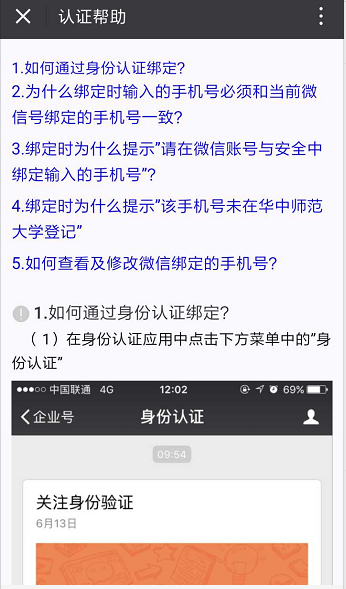 认证帮助
1.如何通过身份认证绑定?
2.为什么绑定时输入的手机号必须和当前微
信号绑定的手机号一致?
3.绑定时为什么提示"请在微信账号与安全中
绑定输入的手机号"?
4.绑定时为什么提示"该手机号未在华中师范
大学登记"
5.如何查看及修改微信绑定的手机号?
1.如何通过身份认证绑定?
（1）在身份认证应用中点击下方菜单中的"身
份认证"
中国联通 4G 12:02 69%
企业号 身份认证
09:54
关注身份验证
6月13日